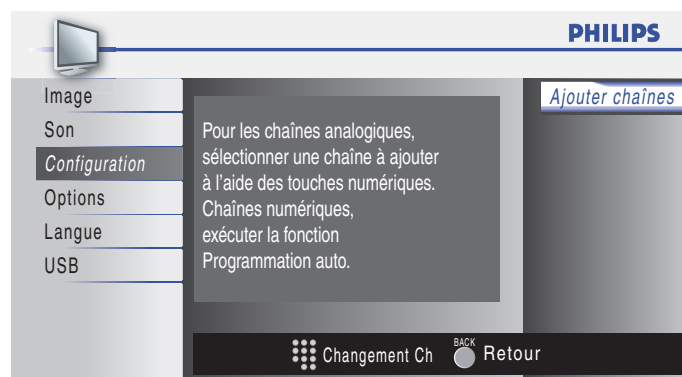 PHILIPS
Image
Son
Configuration
Options
Langue
USB
Pour les chaînes analogiques,
sélectionner une chaîne à ajouter
à l'aide des touches numériques.
Chaînes numériques,
exécuter la fonction
Programmation auto.
Ajouter chaînes
Changement Ch BACK Retour